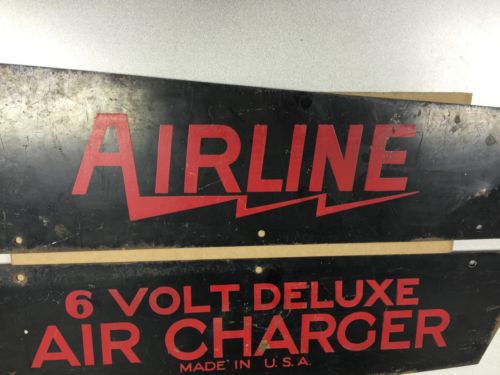 AIRLINE
6 VOLT DELUXE
AIR CHARGER
MADE IN U.S.A.